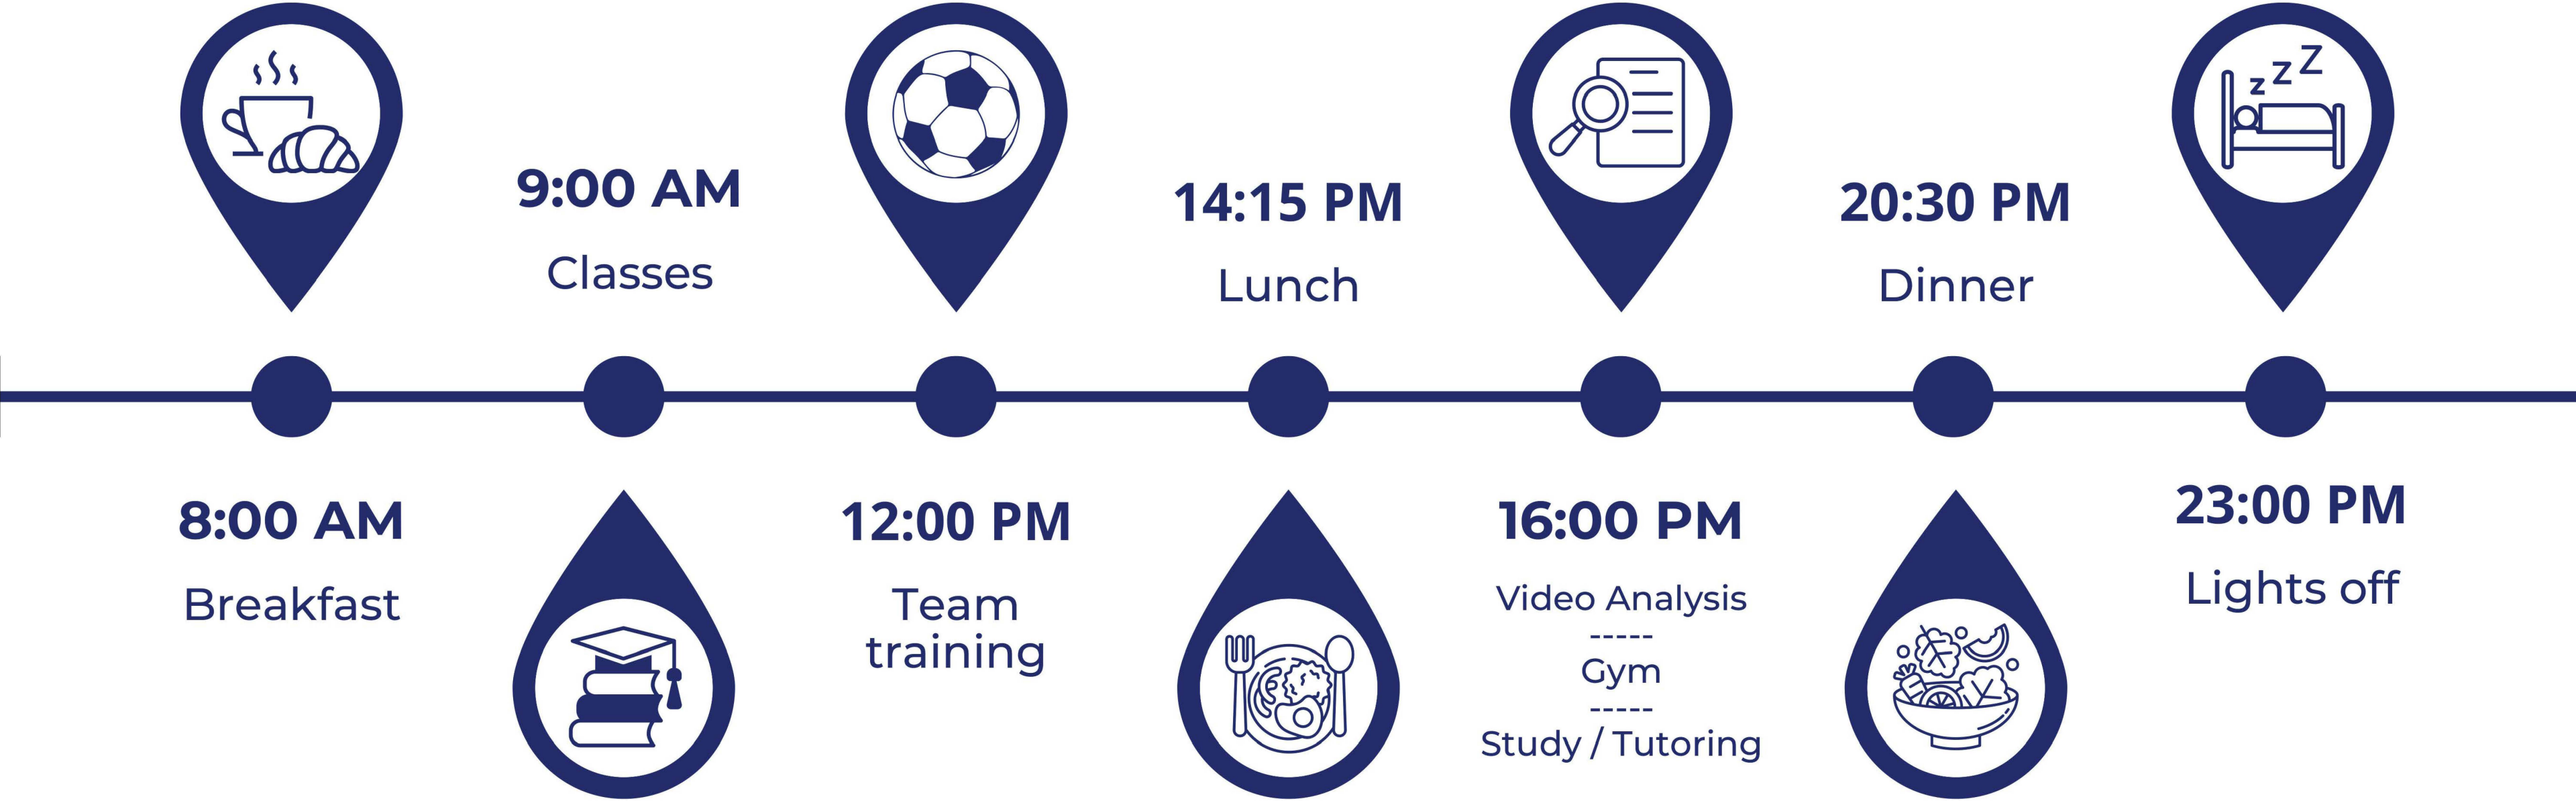 8:00 AM
Breakfast
9:00 AM
Classes
12:00 PM
Team
training
14:15 PM
Lunch
16:00 PM
Video Analysis
-----
Gym
-----
Study / Tutoring
20:30 PM
Dinner
z z Z
23:00 PM
Lights off